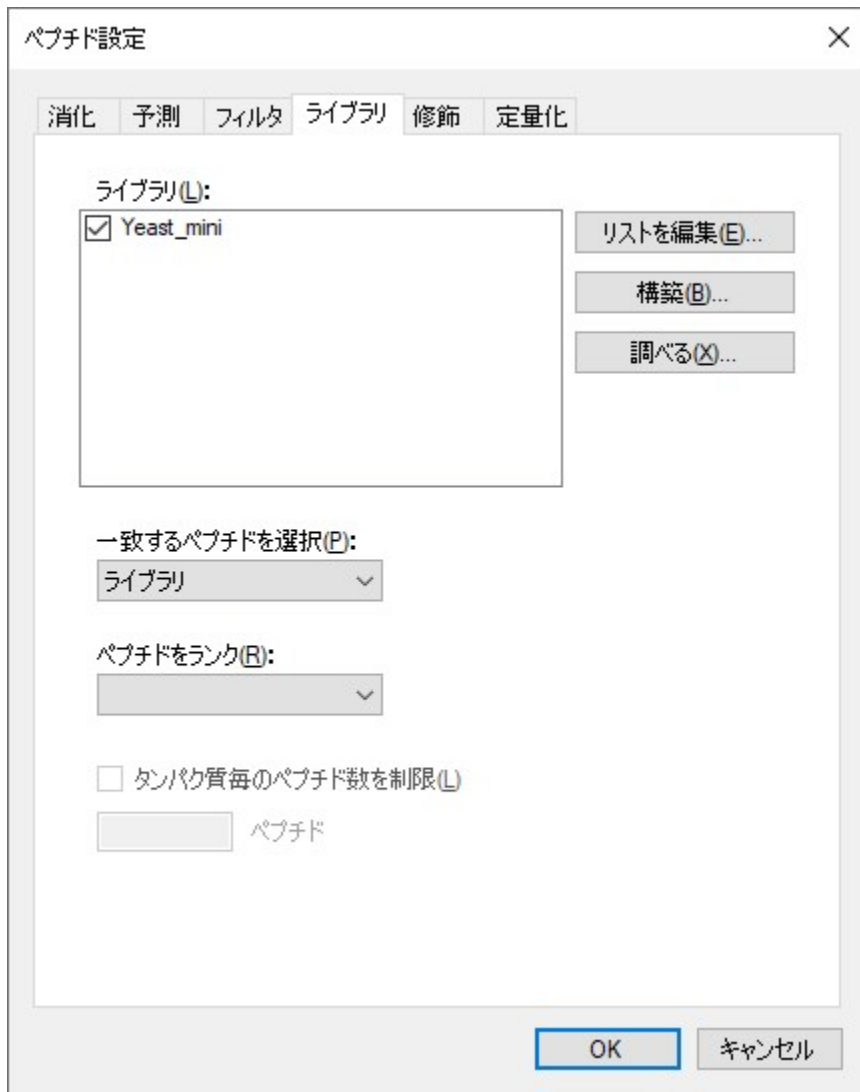 ペプチド設定
消化 予測 フィルタ ライブラリ 修飾 定量化
ライブラリ(L):
Yeast_mini
リストを編集(E)...
構築(B)...
調べる(X)...
一致するペプチドを選択(P):
ライブラリ
ペプチドをランク(R):
タンパク質毎のペプチド数を制限(L)
ペプチド
OK キャンセル